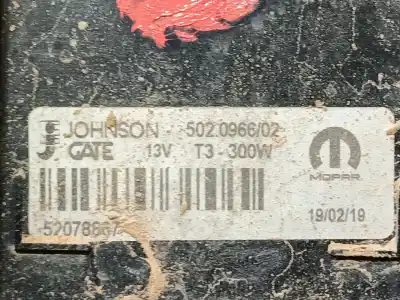 JOHNSON 502.0966/02
GATE 13V T3-300W
MOPAR
19/02/19